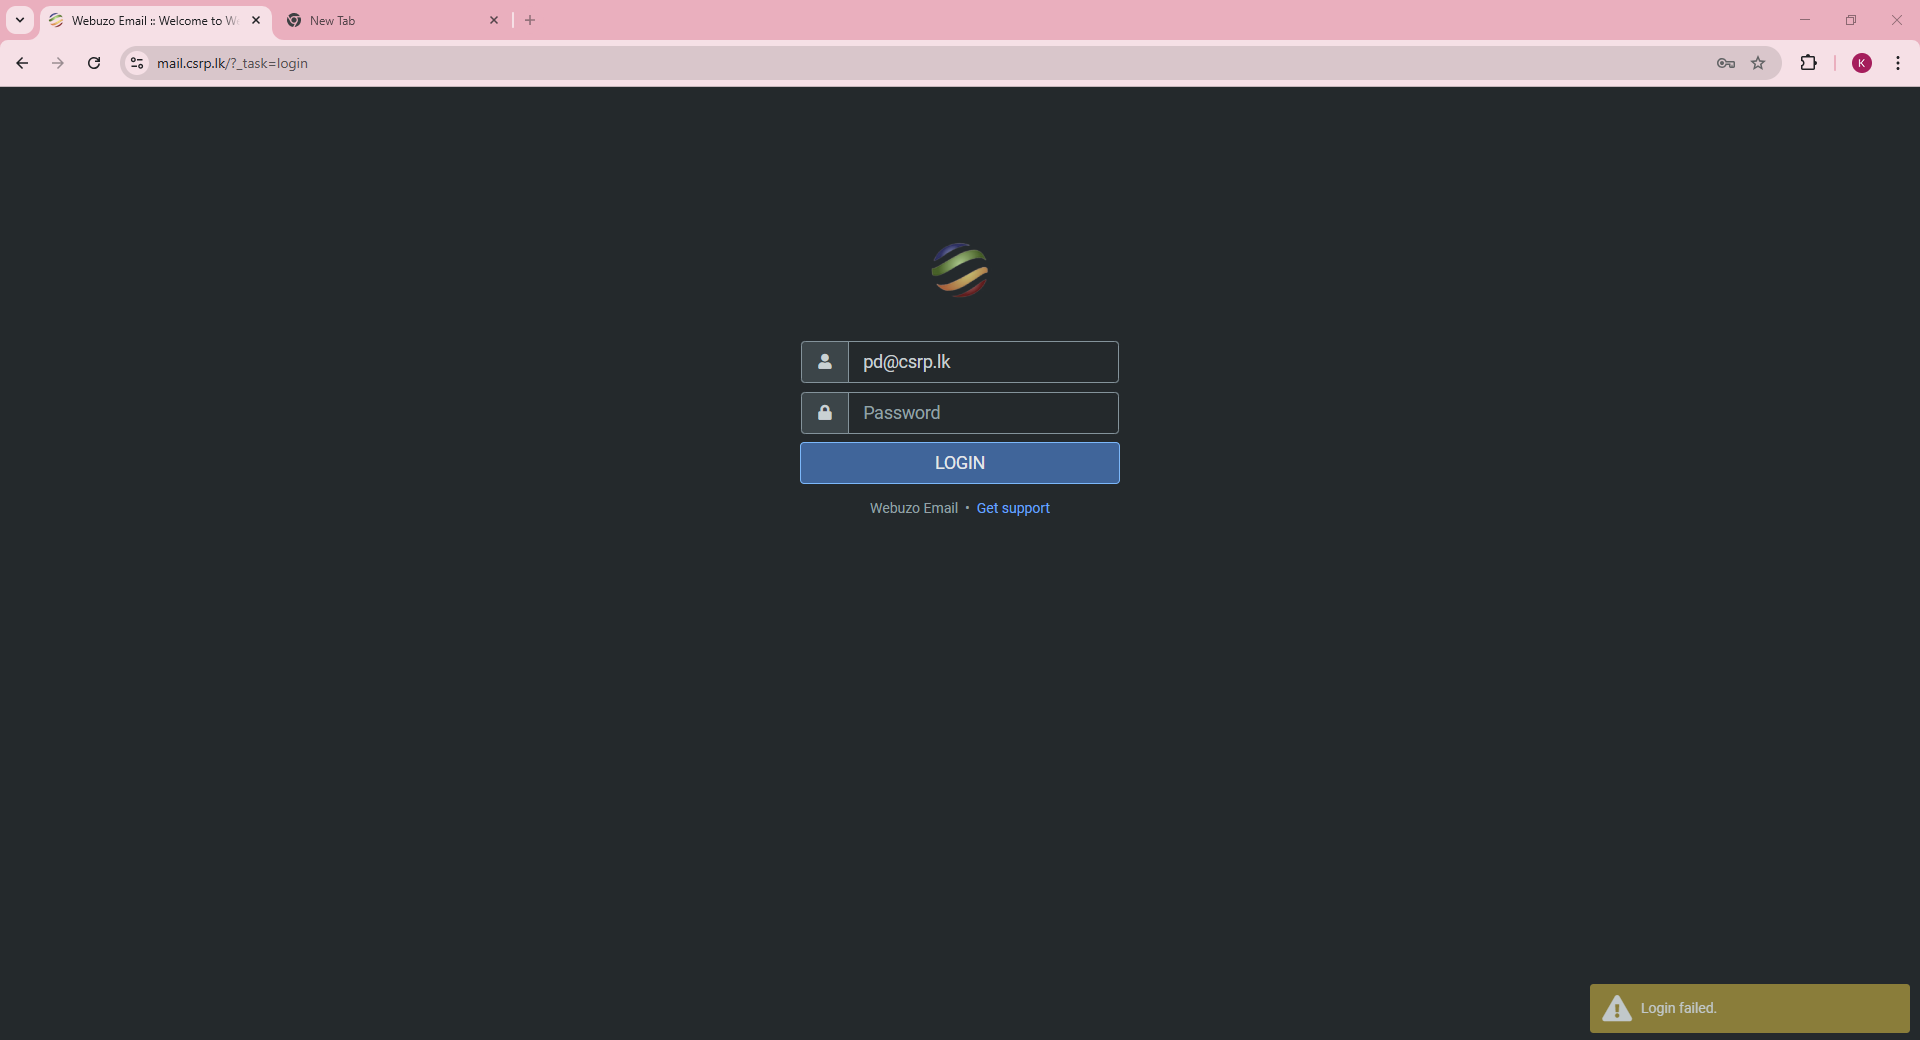 Webuzo Email :: Welcome to We
New Tab
mail.csrp.lk/?_task=login
K
pd@csrp.lk
Password
LOGIN
Webuzo Email • Get support
Login failed.